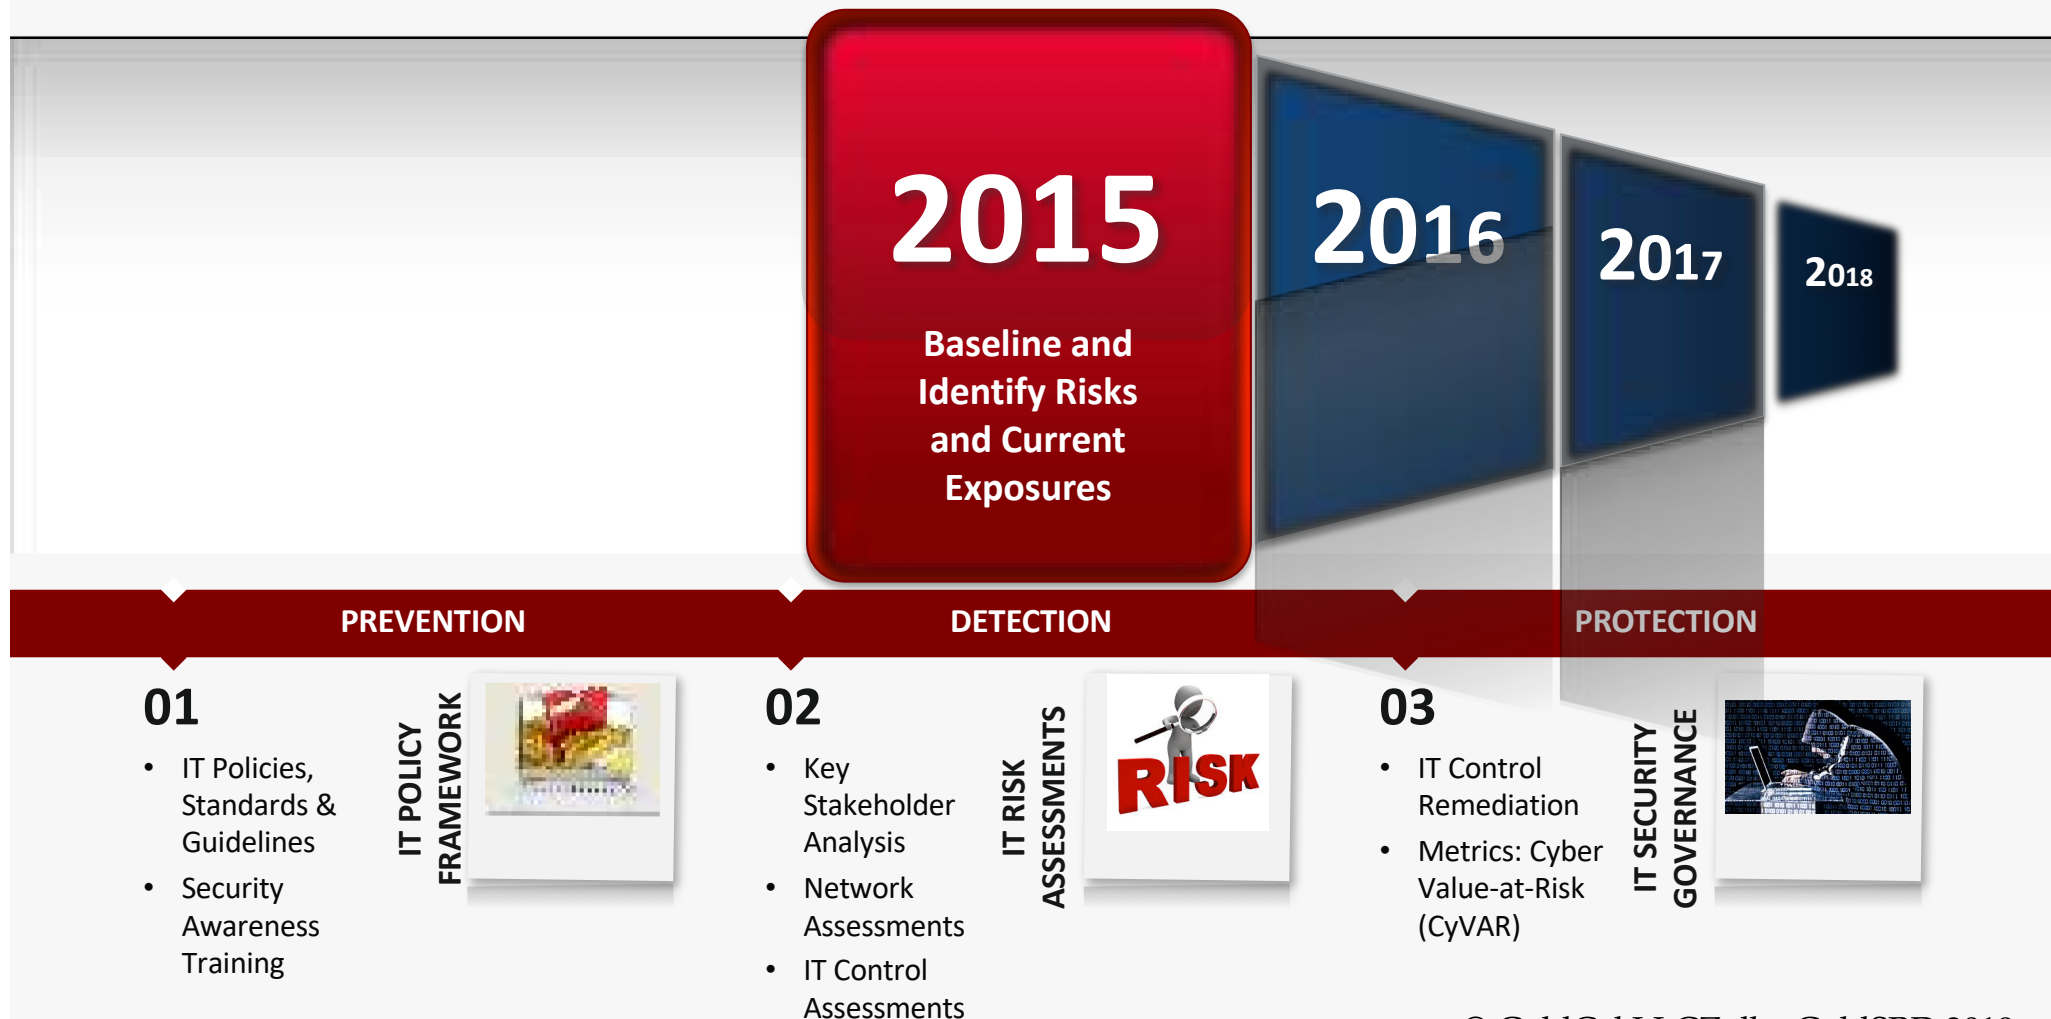 2015
Baseline and
Identify Risks
and Current
Exposures
2016
2017
2018
PREVENTION
DETECTION
PROTECTION
01
• IT Policies,
Standards &
Guidelines
• Security
Awareness
Training
IT POLICY
FRAMEWORK
02
• Key
Stakeholder
Analysis
• Network
Assessments
• IT Control
Assessments
IT RISK
ASSESSMENTS
RISK
03
• IT Control
Remediation
• Metrics: Cyber
Value-at-Risk
(CyVAR)
IT SECURITY
GOVERNANCE